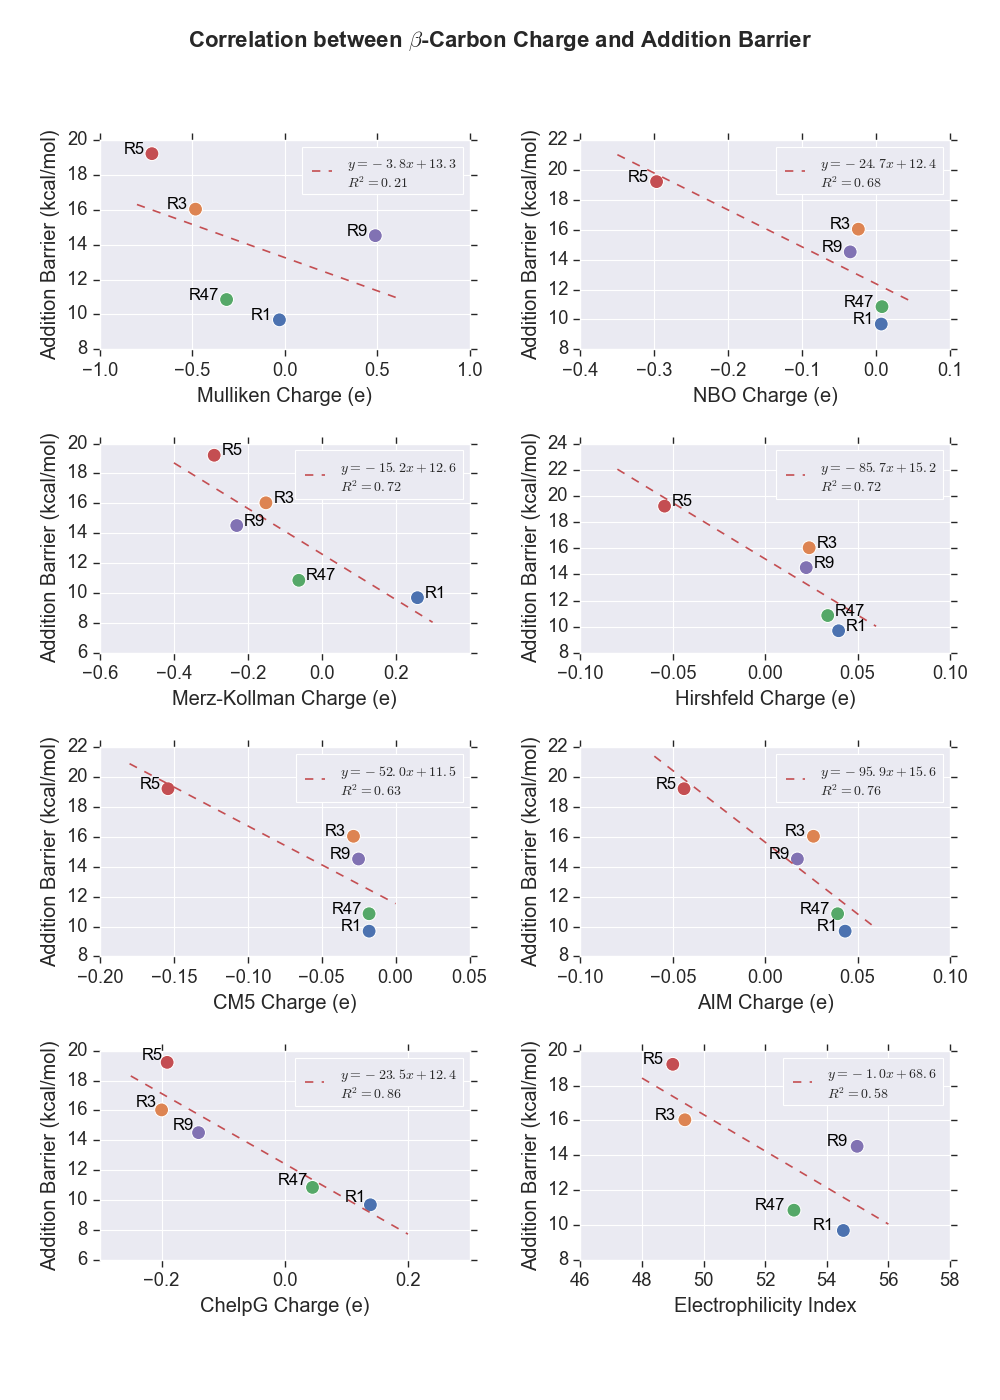 Correlation between β-Carbon Charge and Addition Barrier
Addition Barrier (kcal/mol)
20
18
16
14
12
10
8
R5
R3
R9
R47
R1
y = −3.8x + 13.3
R² = 0.21
−1.0 −0.5 0.0 0.5 1.0
Mulliken Charge (e)
Addition Barrier (kcal/mol)
22
20
18
16
14
12
10
8
R5
R3
R9
R47
R1
y = −24.7x + 12.4
R² = 0.68
−0.4 −0.3 −0.2 −0.1 0.0 0.1
NBO Charge (e)
Addition Barrier (kcal/mol)
20
18
16
14
12
10
8
6
R5
R3
R9
R47
R1
y = −15.2x + 12.6
R² = 0.72
−0.6 −0.4 −0.2 0.0 0.2
Merz-Kollman Charge (e)
Addition Barrier (kcal/mol)
24
22
20
18
16
14
12
10
8
R5
R3
R9
R47
R1
y = −85.7x + 15.2
R² = 0.72
−0.10 −0.05 0.00 0.05 0.10
Hirshfeld Charge (e)
Addition Barrier (kcal/mol)
22
20
18
16
14
12
10
8
R5
R3
R9
R47
R1
y = −52.0x + 11.5
R² = 0.63
−0.20 −0.15 −0.10 −0.05 0.00 0.05
CM5 Charge (e)
Addition Barrier (kcal/mol)
22
20
18
16
14
12
10
8
R5
R3
R9
R47
R1
y = −95.9x + 15.6
R² = 0.76
−0.10 −0.05 0.00 0.05 0.10
AIM Charge (e)
Addition Barrier (kcal/mol)
20
18
16
14
12
10
8
6
R5
R3
R9
R47
R1
y = −23.5x + 12.4
R² = 0.86
−0.2 0.0 0.2
ChelpG Charge (e)
Addition Barrier (kcal/mol)
20
18
16
14
12
10
8
R5
R3
R9
R47
R1
y = −1.0x + 68.6
R² = 0.58
46 48 50 52 54 56 58
Electrophilicity Index